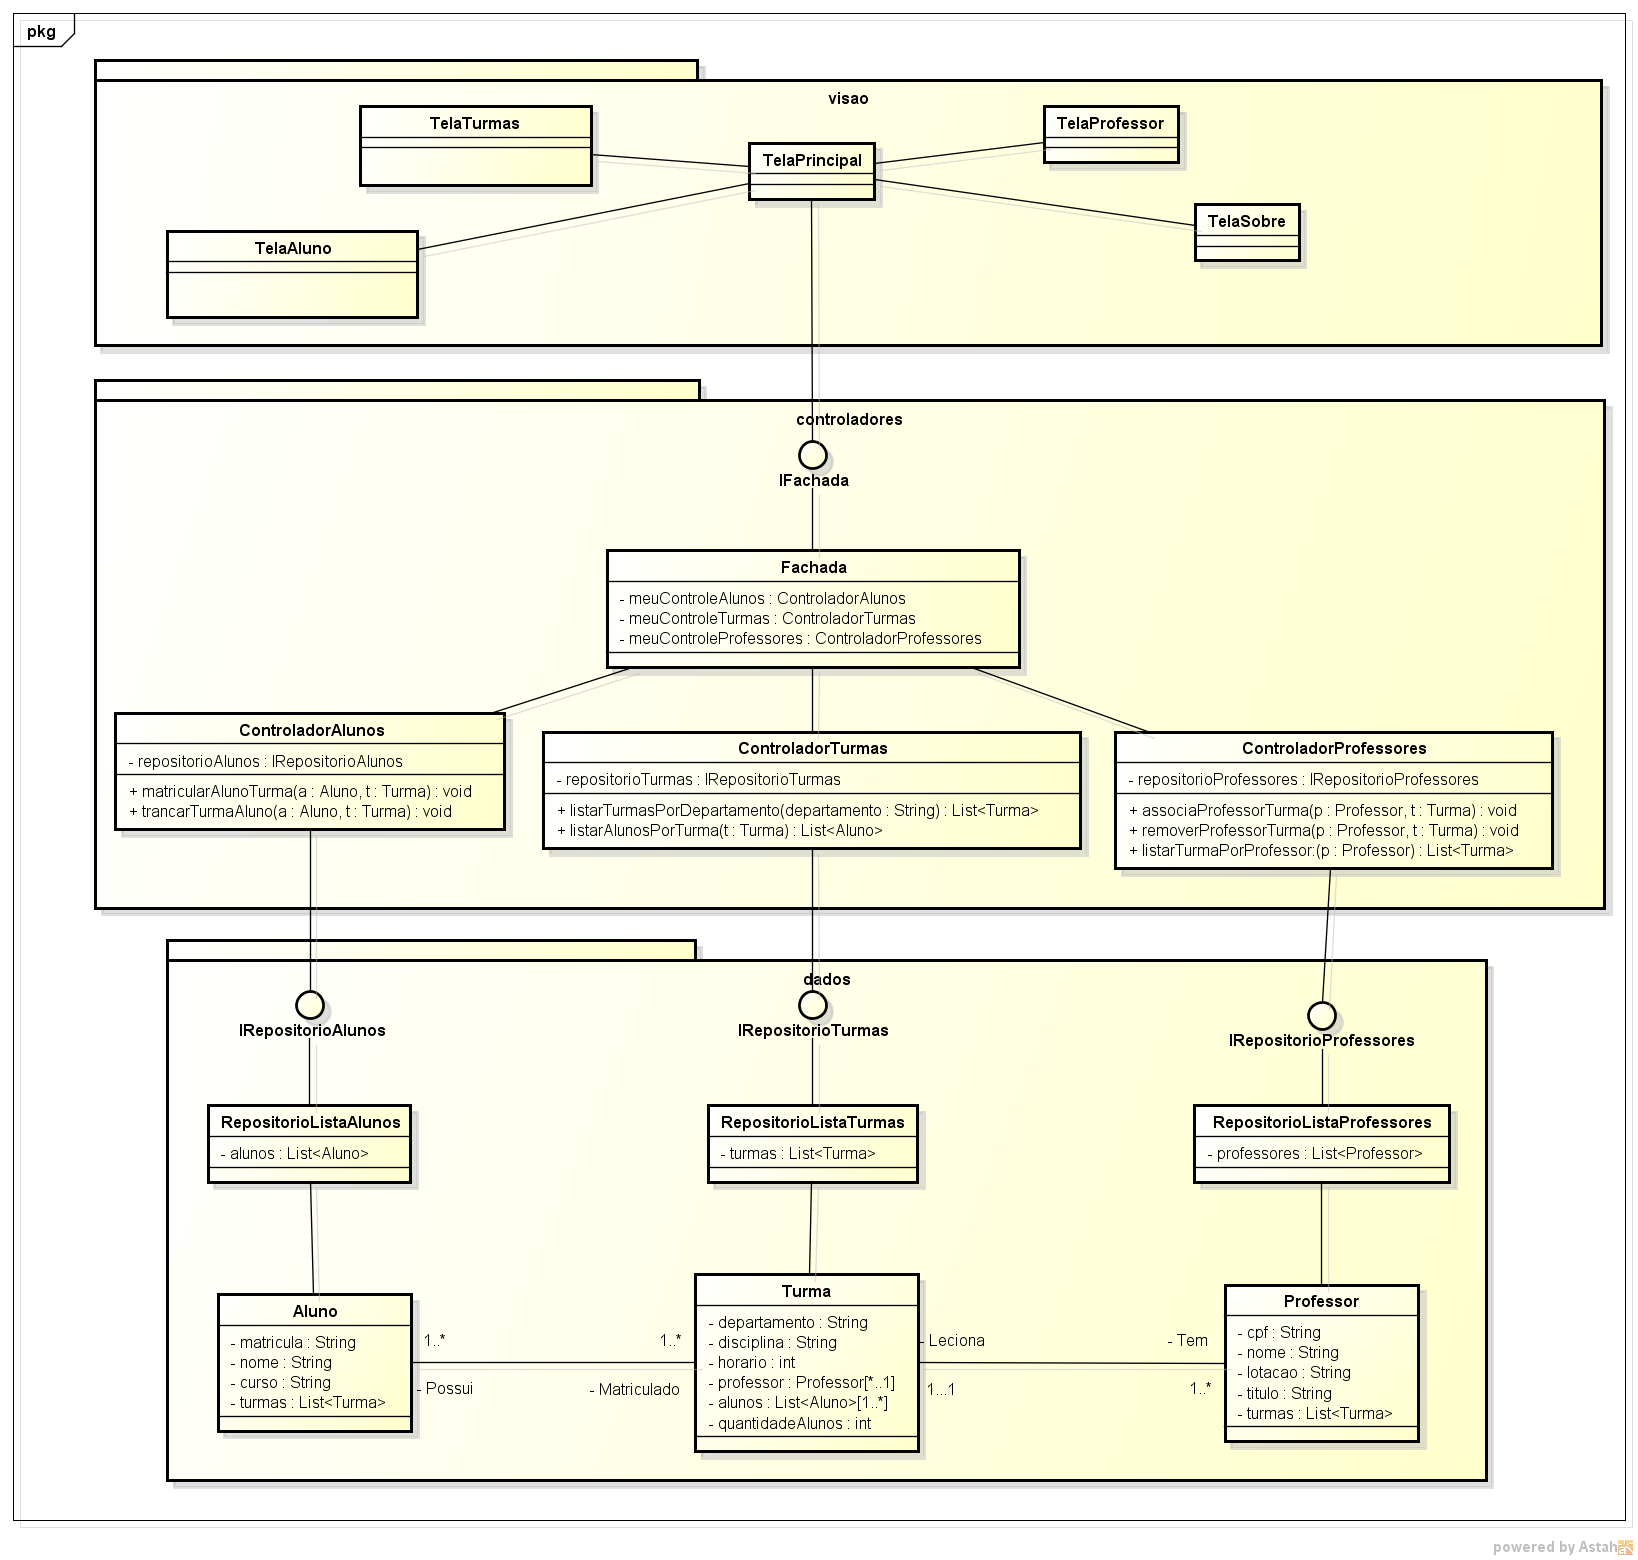 pkg
visao
TelaTurmas
TelaProfessor
TelaPrincipal
TelaSobre
TelaAluno
controladores
IFachada
Fachada
- meuControleAlunos : ControladorAlunos
- meuControleTurmas : ControladorTurmas
- meuControleProfessores : ControladorProfessores
ControladorAlunos
- repositorioAlunos : IRepositorioAlunos
+ matricularAlunoTurma(a : Aluno, t : Turma) : void
+ trancarTurmaAluno(a : Aluno, t : Turma) : void
ControladorTurmas
- repositorioTurmas : IRepositorioTurmas
+ listarTurmasPorDepartamento(departamento : String) : List<Turma>
+ listarAlunosPorTurma(t : Turma) : List<Aluno>
ControladorProfessores
- repositorioProfessores : IRepositorioProfessores
+ associaProfessorTurma(p : Professor, t : Turma) : void
+ removerProfessorTurma(p : Professor, t : Turma) : void
+ listarTurmaPorProfessor:(p : Professor) : List<Turma>
dados
IRepositorioAlunos
IRepositorioTurmas
IRepositorioProfessores
RepositorioListaAlunos
- alunos : List<Aluno>
RepositorioListaTurmas
- turmas : List<Turma>
RepositorioListaProfessores
- professores : List<Professor>
Aluno
- matricula : String
- nome : String
- curso : String
- turmas : List<Turma>
1..*
1..*
- Possui
- Matriculado
Turma
- departamento : String
- disciplina : String
- horario : int
- professor : Professor[*..1]
- alunos : List<Aluno>[1..*]
- quantidadeAlunos : int
- Leciona
- Tem
1...1
1..*
Professor
- cpf : String
- nome : String
- lotacao : String
- titulo : String
- turmas : List<Turma>
powered by Astah